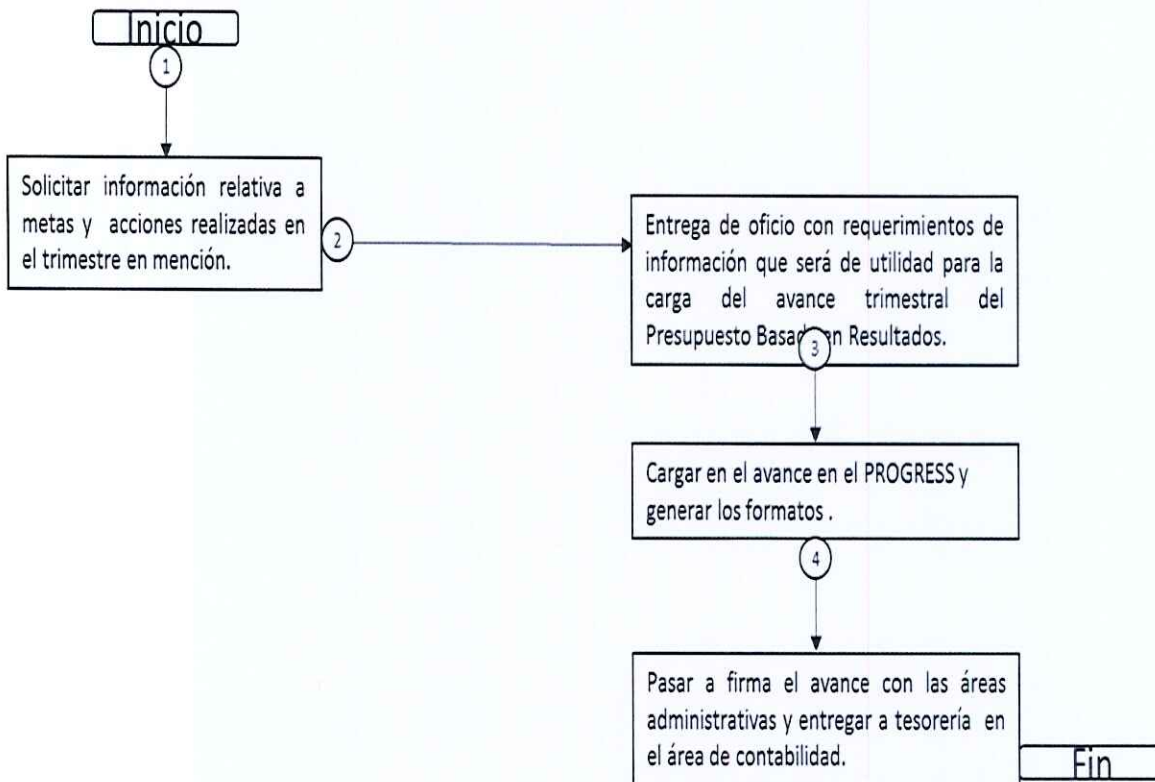 Inicio
1
Solicitar información relativa a
metas y acciones realizadas en
el trimestre en mención.
2
Entrega de oficio con requerimientos de
información que será de utilidad para la
carga del avance trimestral del
Presupuesto Basado en Resultados.
3
Cargar en el avance en el PROGRESS y
generar los formatos .
4
Pasar a firma el avance con las áreas
administrativas y entregar a tesorería en
el área de contabilidad.
Fin